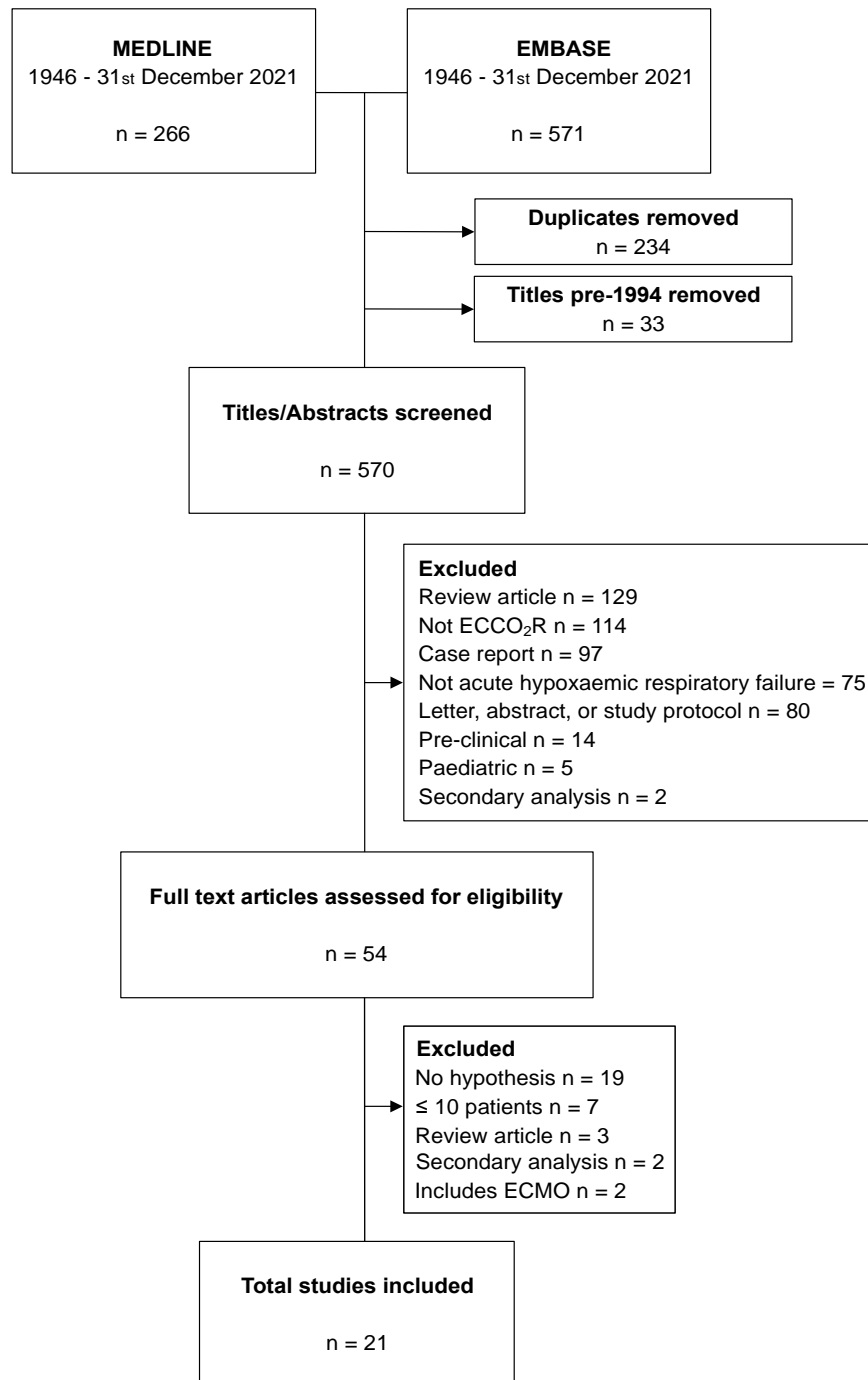 MEDLINE
1946 - 31st December 2021
n = 266
EMBASE
1946 - 31st December 2021
n = 571
Duplicates removed
n = 234
Titles pre-1994 removed
n = 33
Titles/Abstracts screened
n = 570
Excluded
Review article n = 129
Not ECCO₂R n = 114
Case report n = 97
Not acute hypoxaemic respiratory failure = 75
Letter, abstract, or study protocol n = 80
Pre-clinical n = 14
Paediatric n = 5
Secondary analysis n = 2
Full text articles assessed for eligibility
n = 54
Excluded
No hypothesis n = 19
≤ 10 patients n = 7
Review article n = 3
Secondary analysis n = 2
Includes ECMO n = 2
Total studies included
n = 21